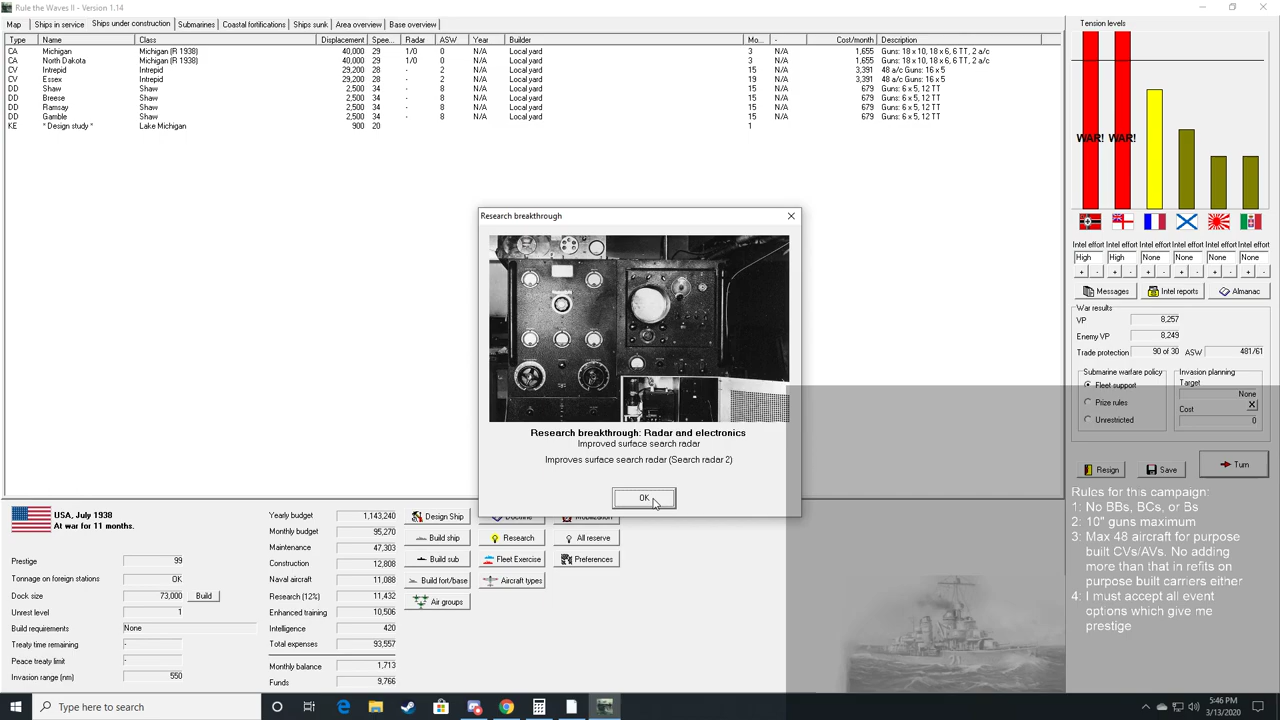 Rule the Waves II - Version 1.14
Map Ships in service Ships under construction Submarines Coastal fortifications Ships sunk Area overview Base overview
Type Name Class Displacement Spee... Radar ASW Year Builder Mo... - Cost/month Description
CA Michigan Michigan (R 1938) 40,000 29 1/0 0 N/A Local yard 3 N/A 1,655 Guns: 18 x 10, 18 x 6, 6 TT, 2 a/c
CA North Dakota Michigan (R 1938) 40,000 29 1/0 0 N/A Local yard 3 N/A 1,655 Guns: 18 x 10, 18 x 6, 6 TT, 2 a/c
CV Intrepid Intrepid 29,200 28 - 2 N/A Local yard 15 N/A 3,391 48 a/c Guns: 16 x 5
CV Essex Intrepid 29,200 28 - 2 N/A Local yard 19 N/A 3,391 48 a/c Guns: 16 x 5
DD Shaw Shaw 2,500 34 - 8 N/A Local yard 15 N/A 679 Guns: 6 x 5, 12 TT
DD Breese Shaw 2,500 34 - 8 N/A Local yard 15 N/A 679 Guns: 6 x 5, 12 TT
DD Ramsay Shaw 2,500 34 - 8 N/A Local yard 15 N/A 679 Guns: 6 x 5, 12 TT
DD Gamble Shaw 2,500 34 - 8 N/A Local yard 15 N/A 679 Guns: 6 x 5, 12 TT
KE * Design study * Lake Michigan 900 20 1
Research breakthrough
Research breakthrough: Radar and electronics
Improved surface search radar
Improves surface search radar (Search radar 2)
OK
Tension levels
WAR! WAR!
Intel effort Intel effort Intel effort Intel effort Intel effort Intel effort
High High None None None None
+ - + - + - + - + - + -
Messages Intel reports Almanac
War results
VP 8,257
Enemy VP 8,249
Trade protection 90 of 30 ASW 481/61
Submarine warfare policy
Fleet support
Prize rules
Unrestricted
Invasion planning
Target
None
Cost X
0
Resign Save Turn
Rules for this campaign:
1: No BBs, BCs, or Bs
2: 10" guns maximum
3: Max 48 aircraft for purpose
built CVs/AVs. No adding
more than that in refits on
purpose built carriers either
4: I must accept all event
options which give me
prestige
USA, July 1938
At war for 11 months.
Prestige 99
Tonnage on foreign stations OK
Dock size 73,000 Build
Unrest level 1
Build requirements None
Treaty time remaining -
Peace treaty limit -
Invasion range (nm) 550
Yearly budget 1,143,240
Monthly budget 95,270
Maintenance 47,303
Construction 12,808
Naval aircraft 11,088
Research (12%) 11,432
Enhanced training 10,506
Intelligence 420
Total expenses 93,557
Monthly balance 1,713
Funds 9,766
Design Ship Doctrine Mobilization
Build ship Research All reserve
Build sub Fleet Exercise Preferences
Build fort/base Aircraft types
Air groups
Type here to search
5:46 PM
3/13/2020